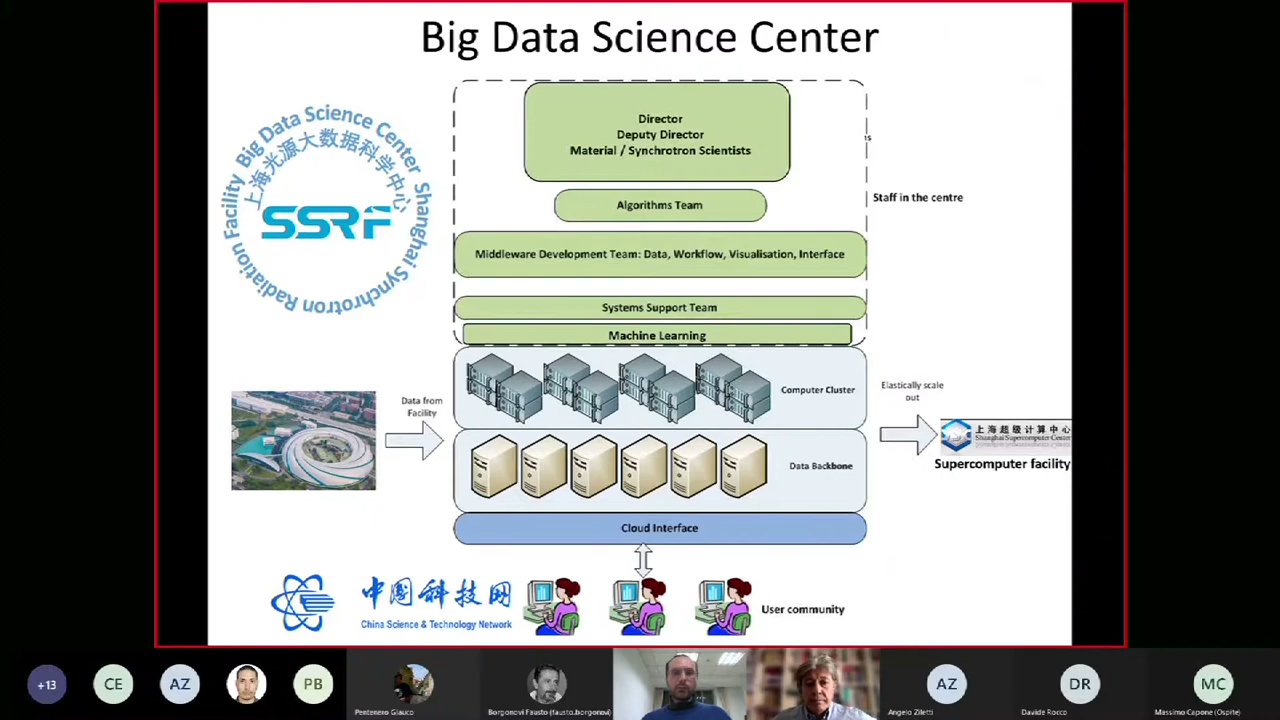 Big Data Science Center
Shanghai Synchrotron Radiation Facility Big Data Science Center
上海光源大数据科学中心
SSRF
Director
Deputy Director
Material / Synchrotron Scientists
Algorithms Team
Staff in the centre
Middleware Development Team: Data, Workflow, Visualisation, Interface
Systems Support Team
Machine Learning
Computer Cluster
Data from
Facility
Elastically scale
out
上海超级计算中心
Shanghai Supercomputer Center
Supercomputer facility
Data Backbone
Cloud Interface
中国科技网
China Science & Technology Network
User community
+13
CE
AZ
PB
Pentenero Glauco
Borgonovi Fausto (fausto.borgonovi)
AZ
Angelo Ziletti
DR
Davide Rocco
MC
Massimo Capone (Ospite)